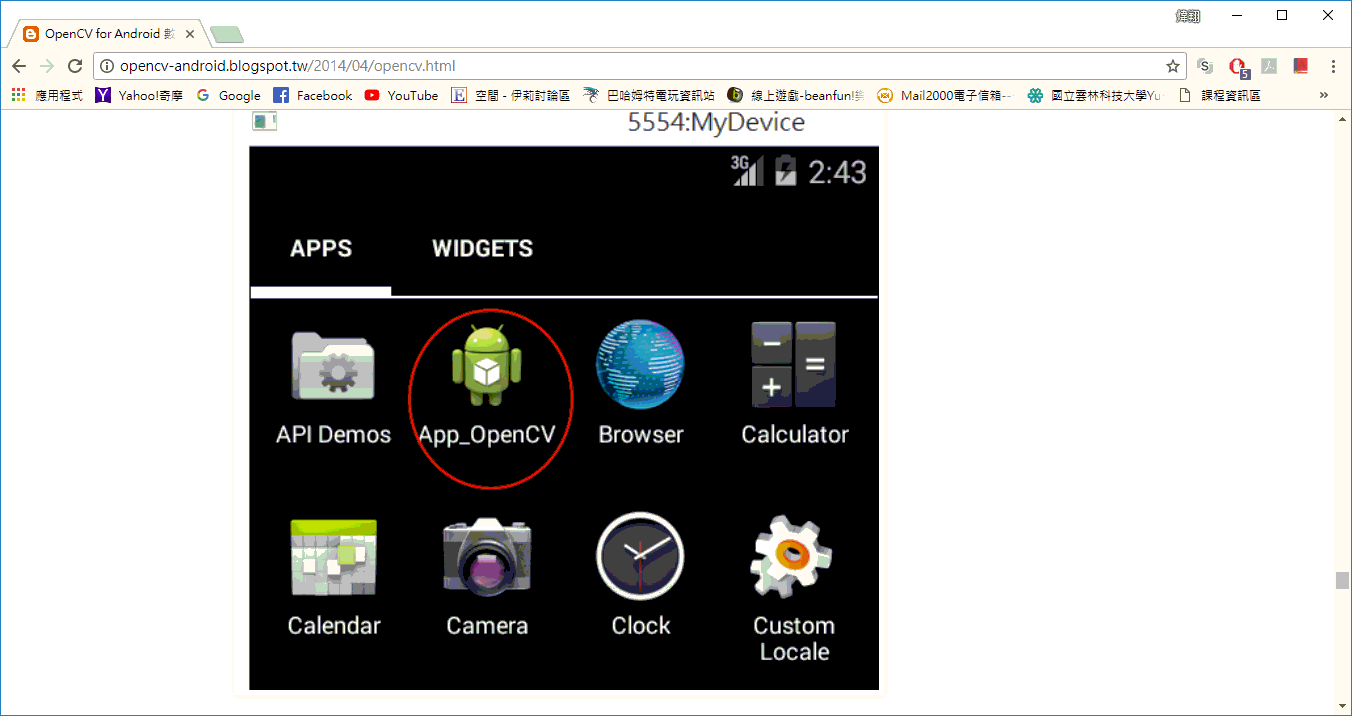 偉翔
OpenCV for Android 數
opencv-android.blogspot.tw/2014/04/opencv.html
S
5
應用程式 Yahoo!奇摩 Google Facebook YouTube 空間 - 伊莉討論區 巴哈姆特電玩資訊站 線上遊戲-beanfun! Mail2000電子信箱-- 國立雲林科技大學Yu 課程資訊區 »
5554:MyDevice
3G 2:43
APPS WIDGETS
API Demos App_OpenCV Browser Calculator
Calendar Camera Clock Custom Locale